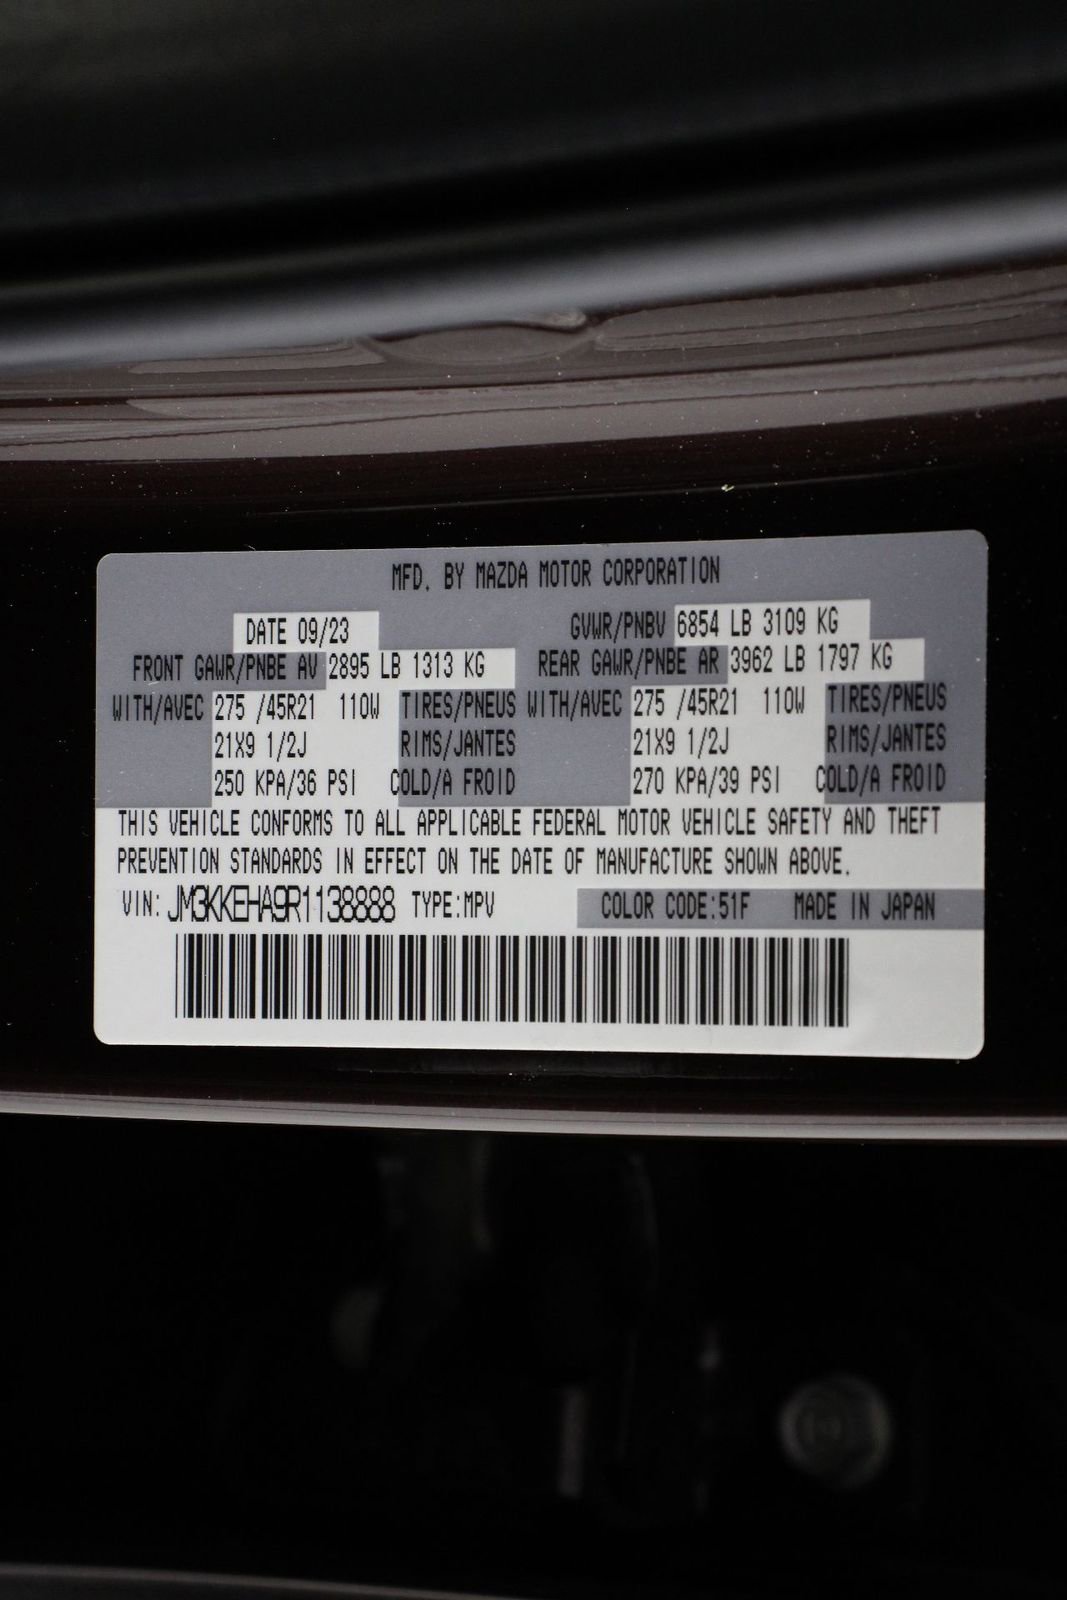 MFD. BY MAZDA MOTOR CORPORATION
DATE 09/23 GVWR/PNBV 6854 LB 3109 KG
FRONT GAWR/PNBE AV 2895 LB 1313 KG REAR GAWR/PNBE AR 3962 LB 1797 KG
WITH/AVEC 275 /45R21 110W TIRES/PNEUS WITH/AVEC 275 /45R21 110W TIRES/PNEUS
21X9 1/2J RIMS/JANTES 21X9 1/2J RIMS/JANTES
250 KPA/36 PSI COLD/A FROID 270 KPA/39 PSI COLD/A FROID
THIS VEHICLE CONFORMS TO ALL APPLICABLE FEDERAL MOTOR VEHICLE SAFETY AND THEFT
PREVENTION STANDARDS IN EFFECT ON THE DATE OF MANUFACTURE SHOWN ABOVE.
VIN: JM3KKEHA9R1138888 TYPE:MPV COLOR CODE:51F MADE IN JAPAN